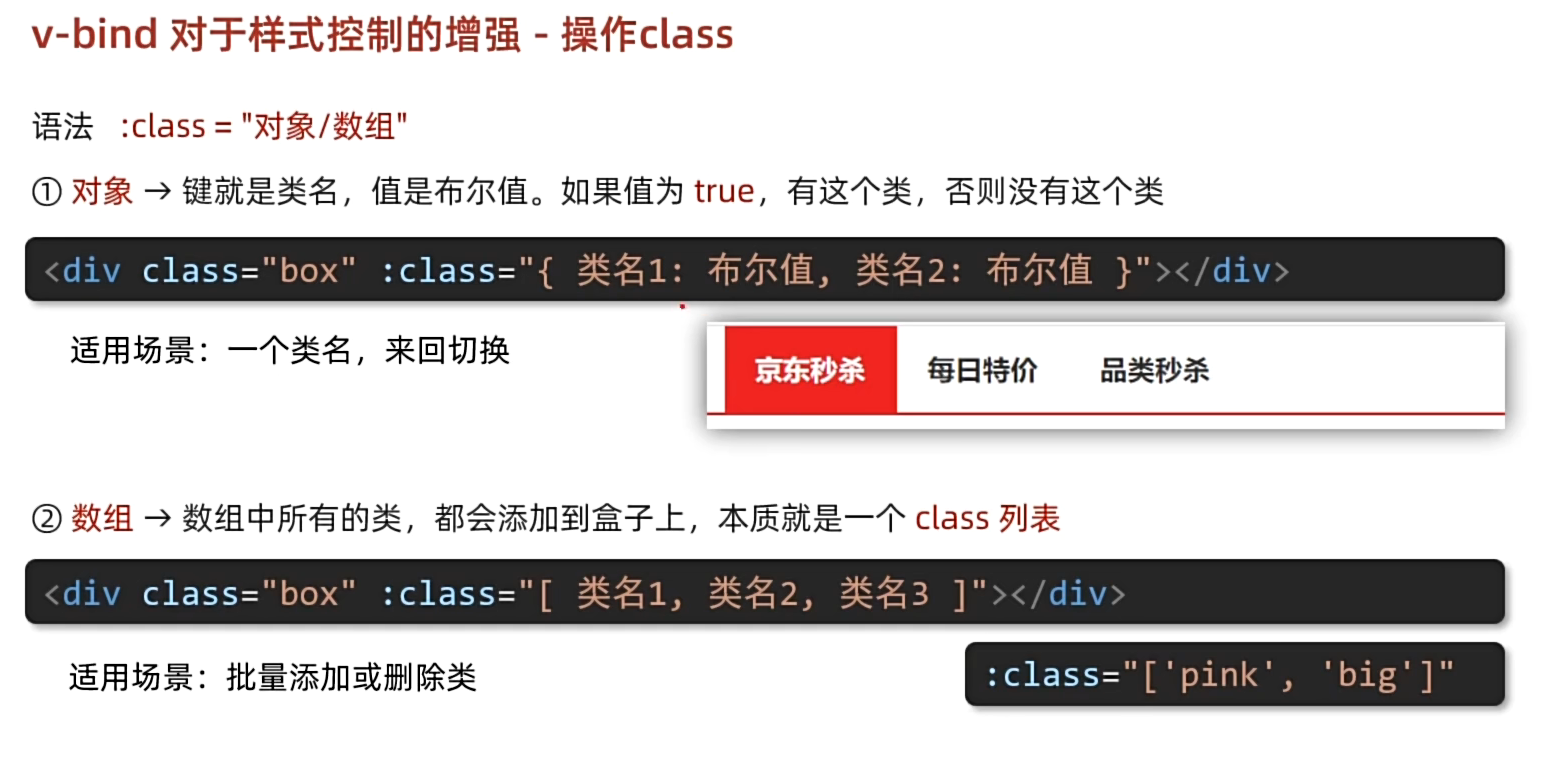 v-bind 对于样式控制的增强 - 操作class
语法 :class = "对象/数组"
① 对象 → 键就是类名，值是布尔值。如果值为 true，有这个类，否则没有这个类
<div class="box" :class="{ 类名1: 布尔值, 类名2: 布尔值 }"></div>
适用场景：一个类名，来回切换
京东秒杀 每日特价 品类秒杀
② 数组 → 数组中所有的类，都会添加到盒子上，本质就是一个 class 列表
<div class="box" :class="[ 类名1, 类名2, 类名3 ]"></div>
适用场景：批量添加或删除类
:class="['pink', 'big']"